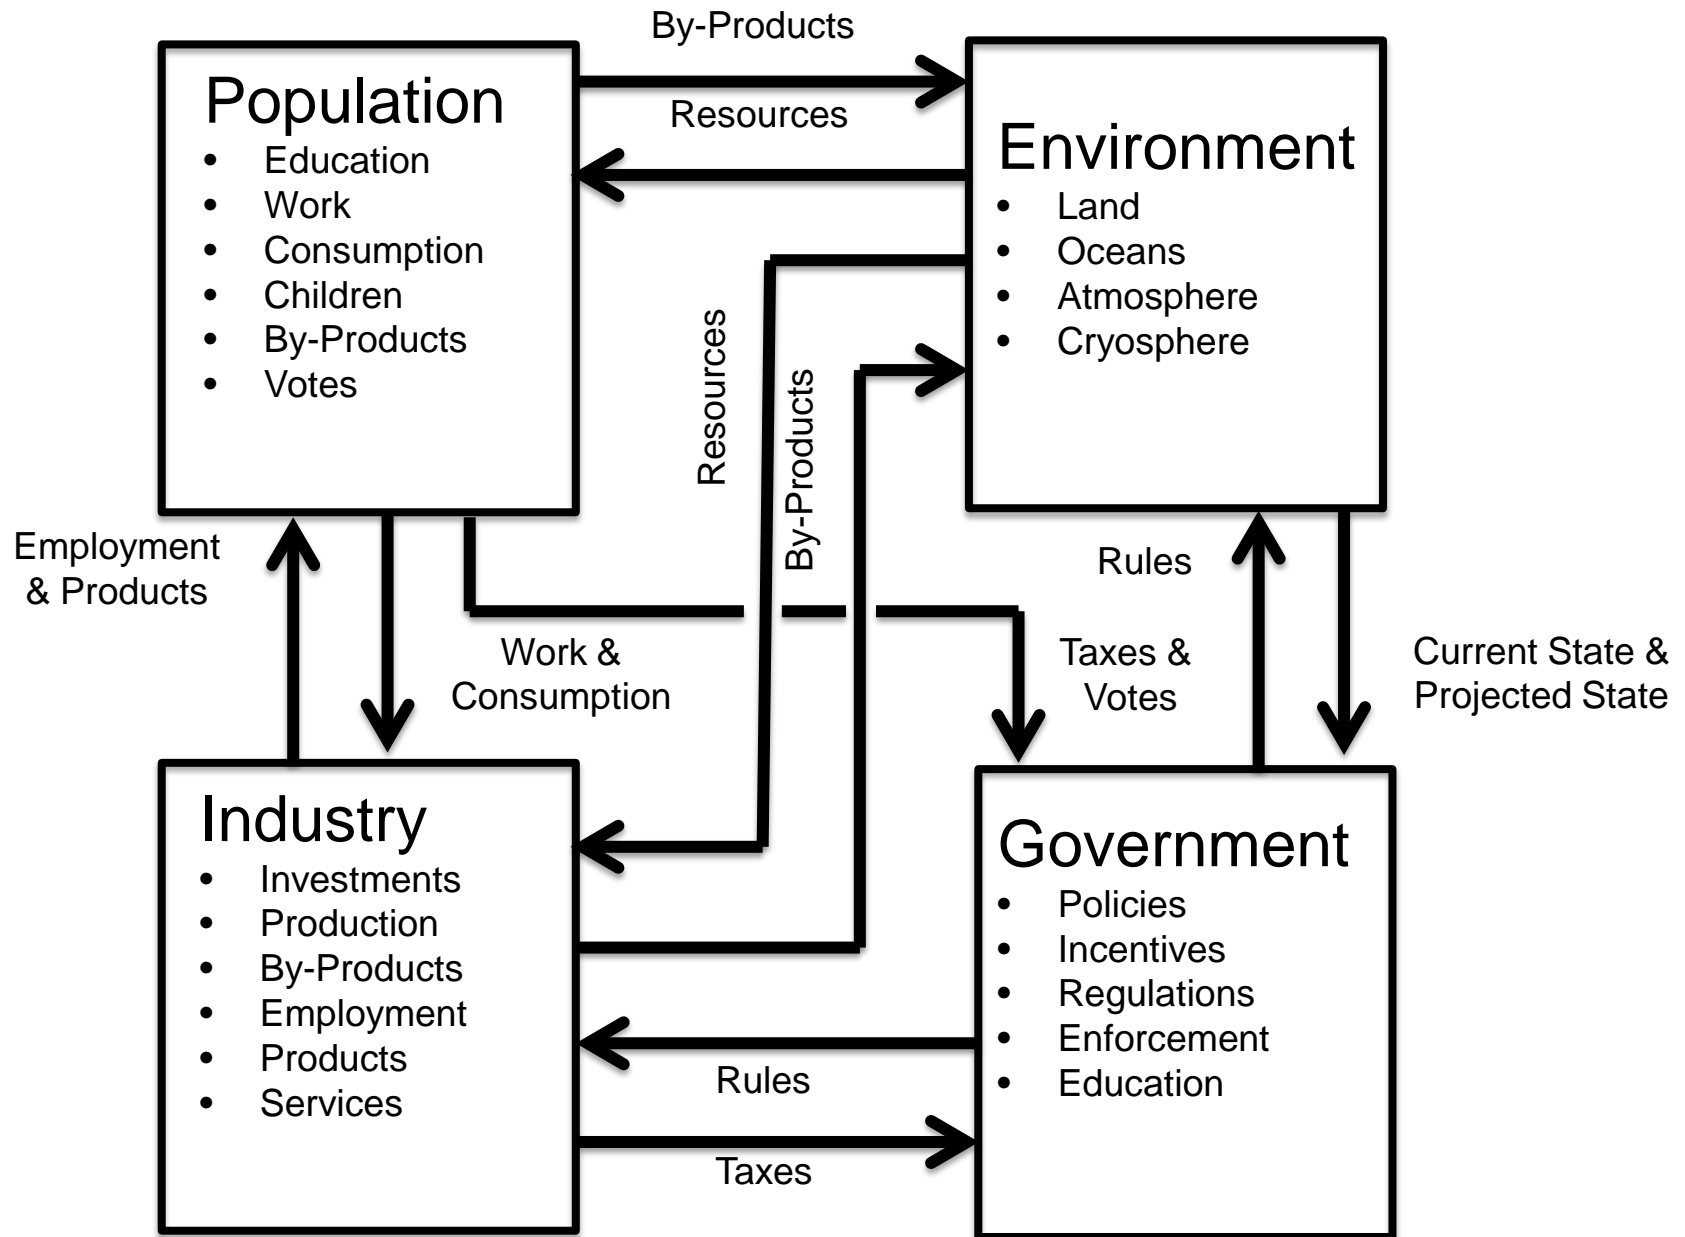 By-Products
Resources
Population
• Education
• Work
• Consumption
• Children
• By-Products
• Votes
Environment
• Land
• Oceans
• Atmosphere
• Cryosphere
Resources
By-Products
Employment
& Products
Work &
Consumption
Rules
Taxes &
Votes
Current State &
Projected State
Industry
• Investments
• Production
• By-Products
• Employment
• Products
• Services
Government
• Policies
• Incentives
• Regulations
• Enforcement
• Education
Rules
Taxes